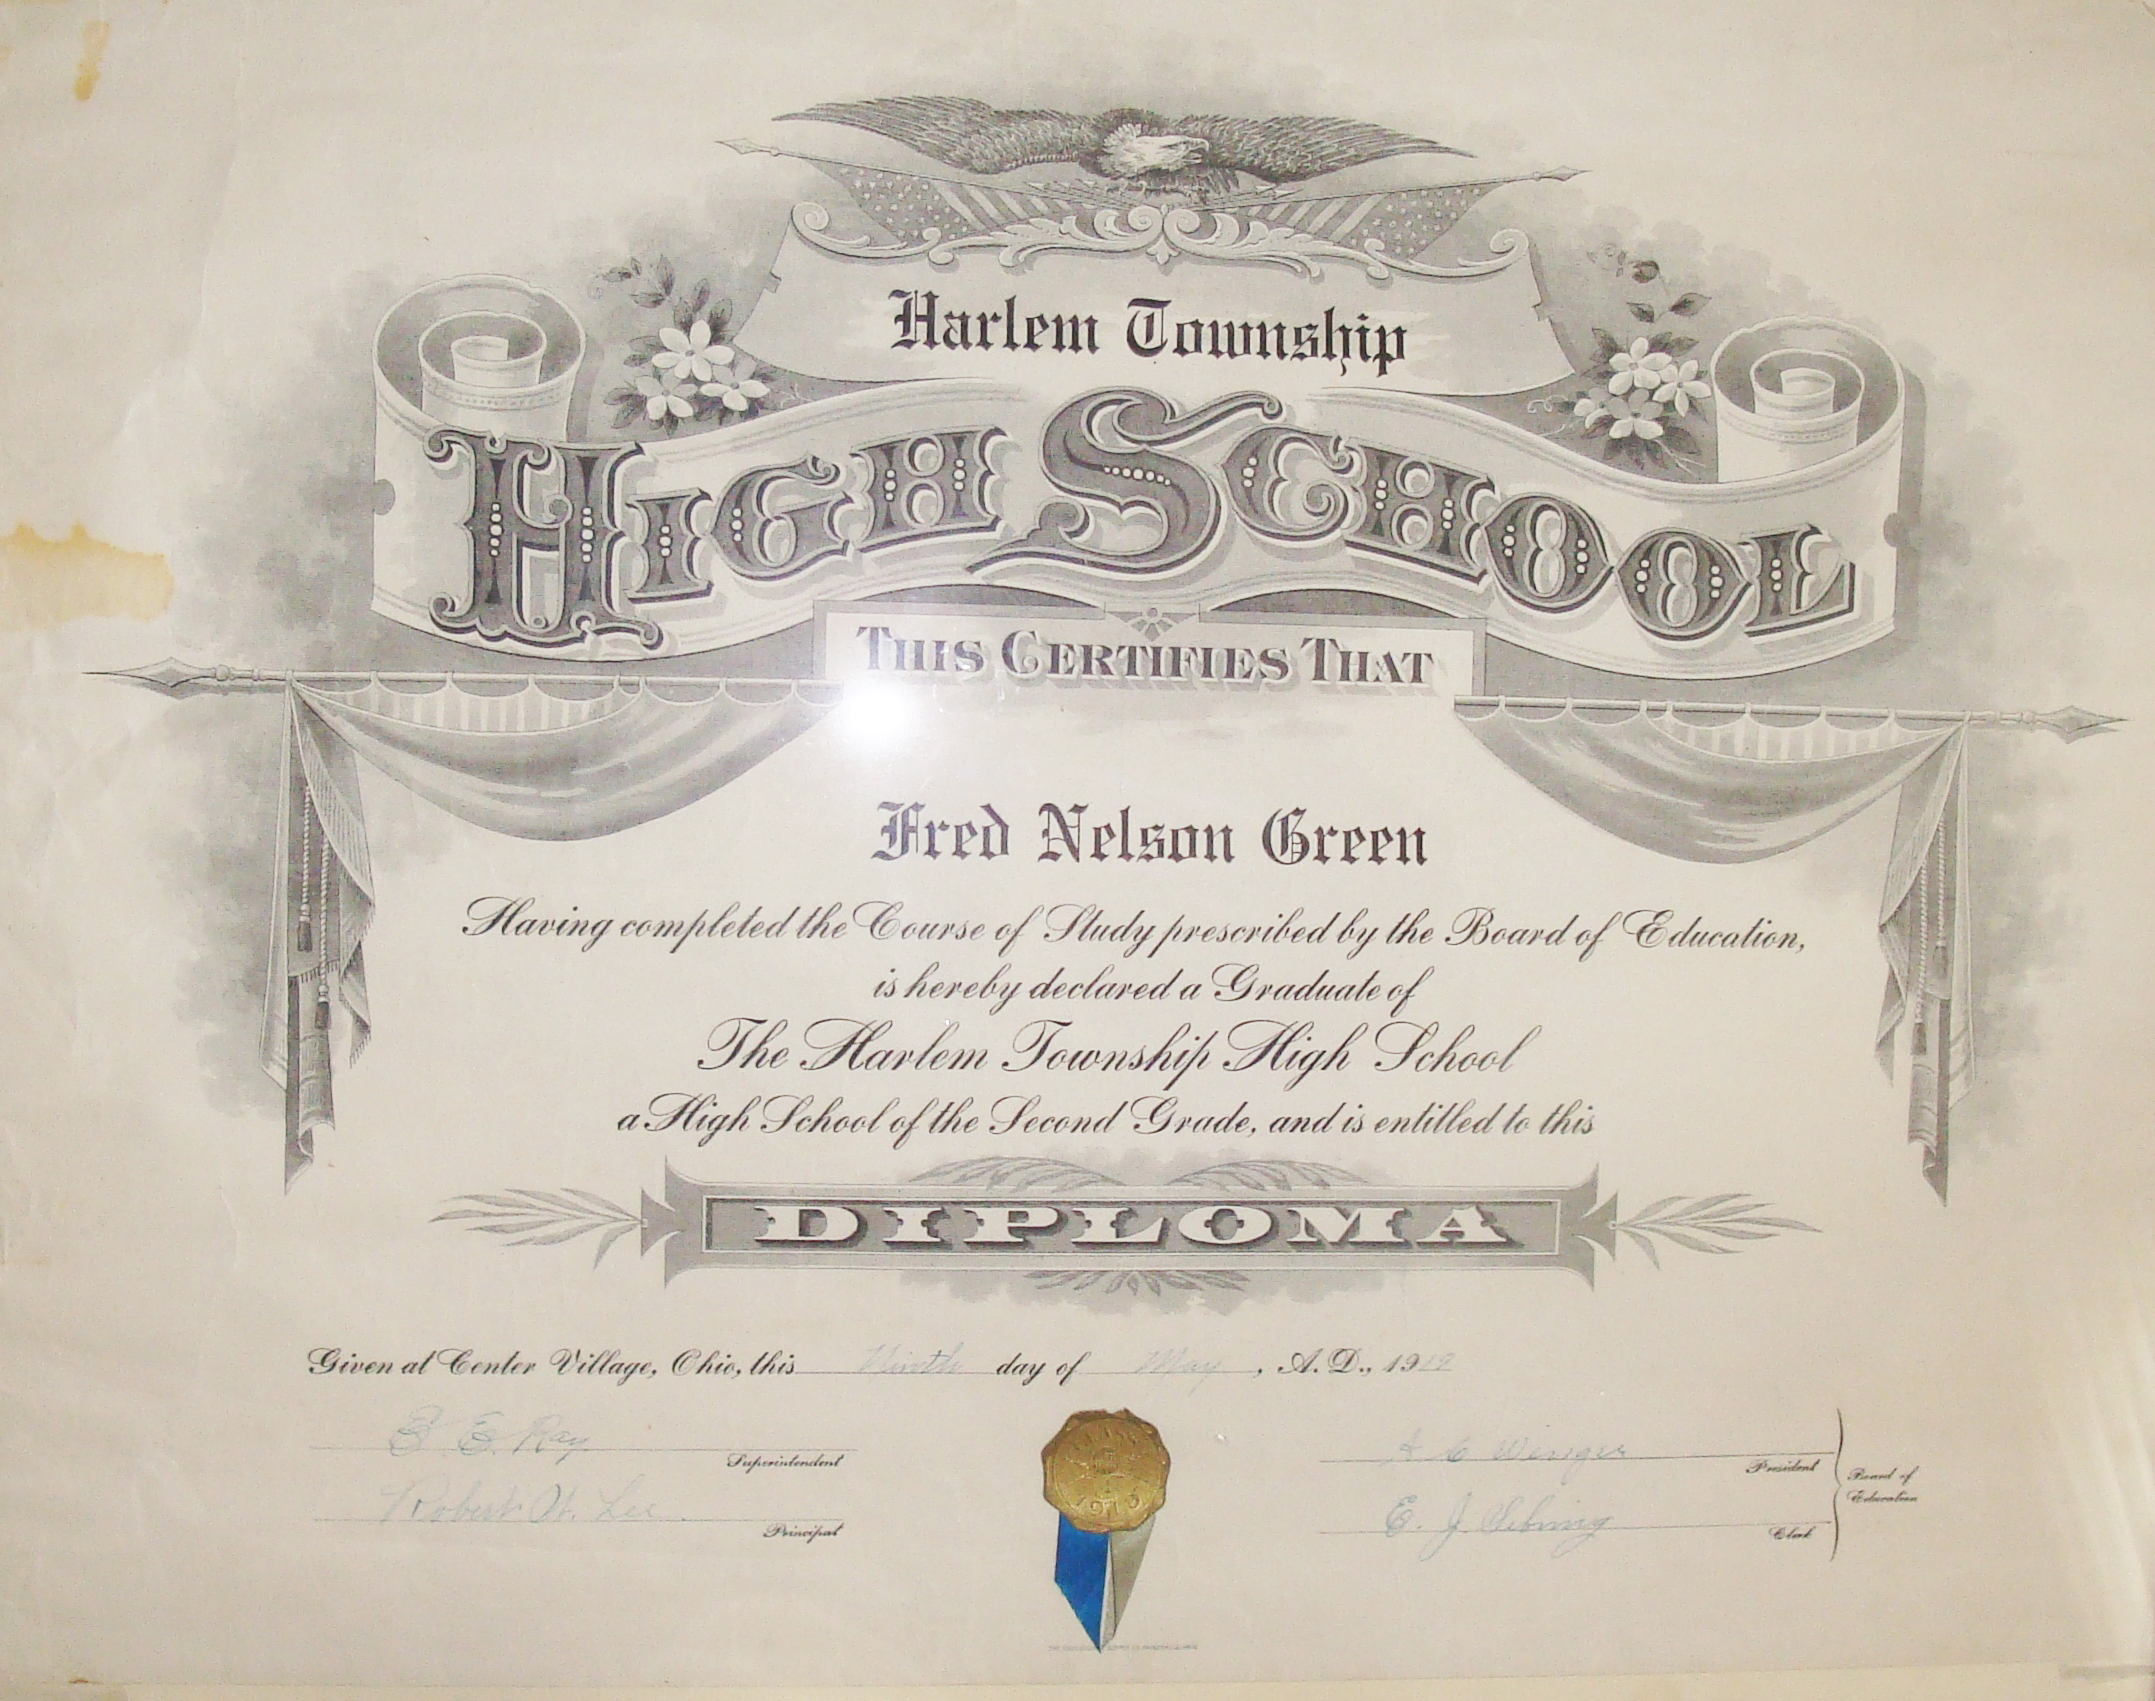 Harlem Township
HIGH SCHOOL
THIS CERTIFIES THAT
Fred Nelson Green
Having completed the Course of Study prescribed by the Board of Education,
is hereby declared a Graduate of
The Harlem Township High School
a High School of the Second Grade, and is entitled to this
DIPLOMA
Given at Center Village, Ohio, this Ninth day of May, A.D., 1919
E. E. Ray
Superintendent
Robert W. Lee
Principal
A C Winger
President
E. J.
Clerk
Board of
Education